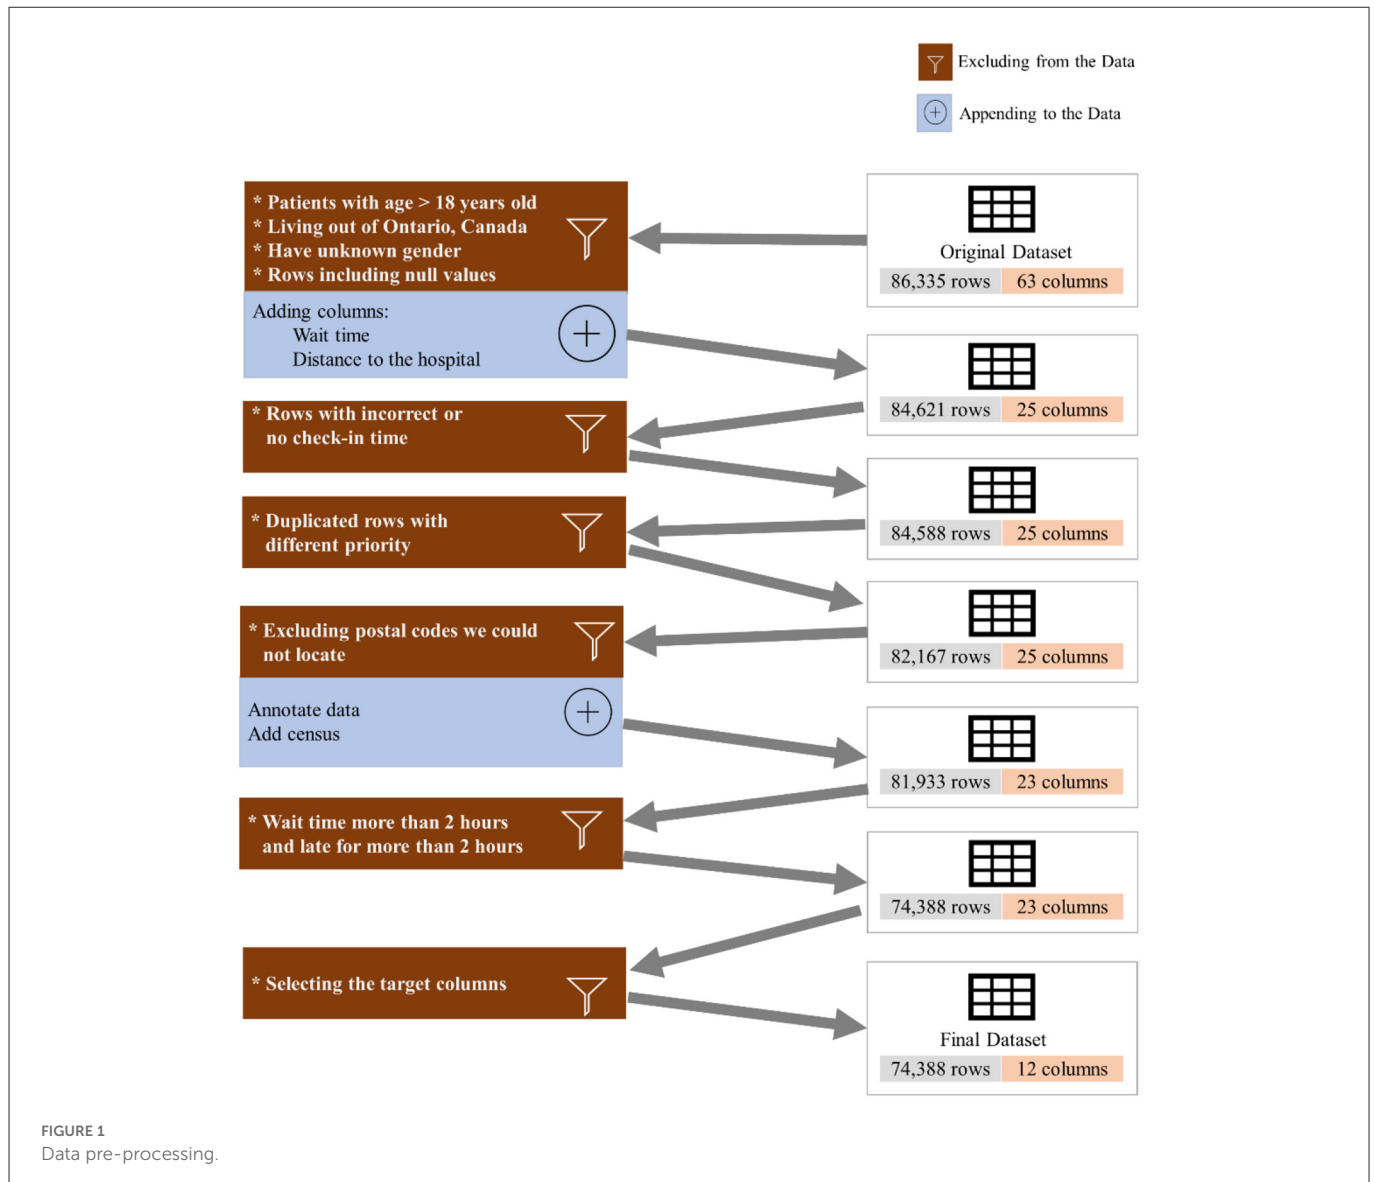 Excluding from the Data
Appending to the Data
* Patients with age > 18 years old
* Living out of Ontario, Canada
* Have unknown gender
* Rows including null values
Adding columns:
Wait time
Distance to the hospital
Original Dataset
86,335 rows 63 columns
84,621 rows 25 columns
* Rows with incorrect or
no check-in time
84,588 rows 25 columns
* Duplicated rows with
different priority
82,167 rows 25 columns
* Excluding postal codes we could
not locate
Annotate data
Add census
81,933 rows 23 columns
* Wait time more than 2 hours
and late for more than 2 hours
74,388 rows 23 columns
* Selecting the target columns
Final Dataset
74,388 rows 12 columns
FIGURE 1
Data pre-processing.